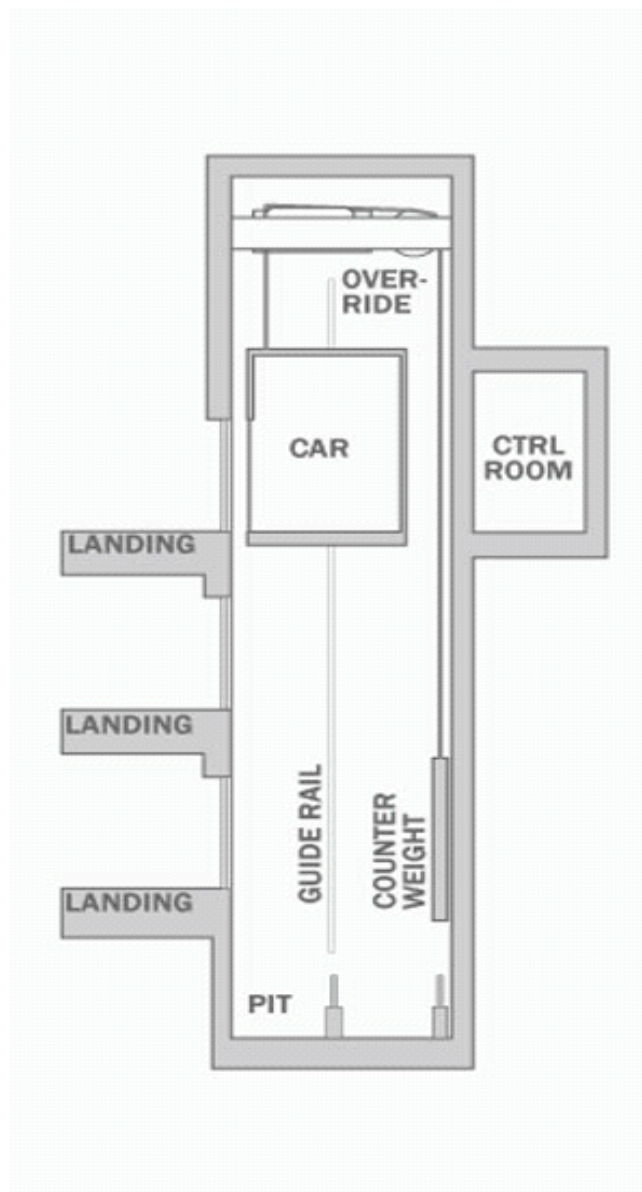 OVER-
RIDE
CAR
CTRL
ROOM
LANDING
LANDING
GUIDE RAIL
COUNTER
WEIGHT
LANDING
PIT